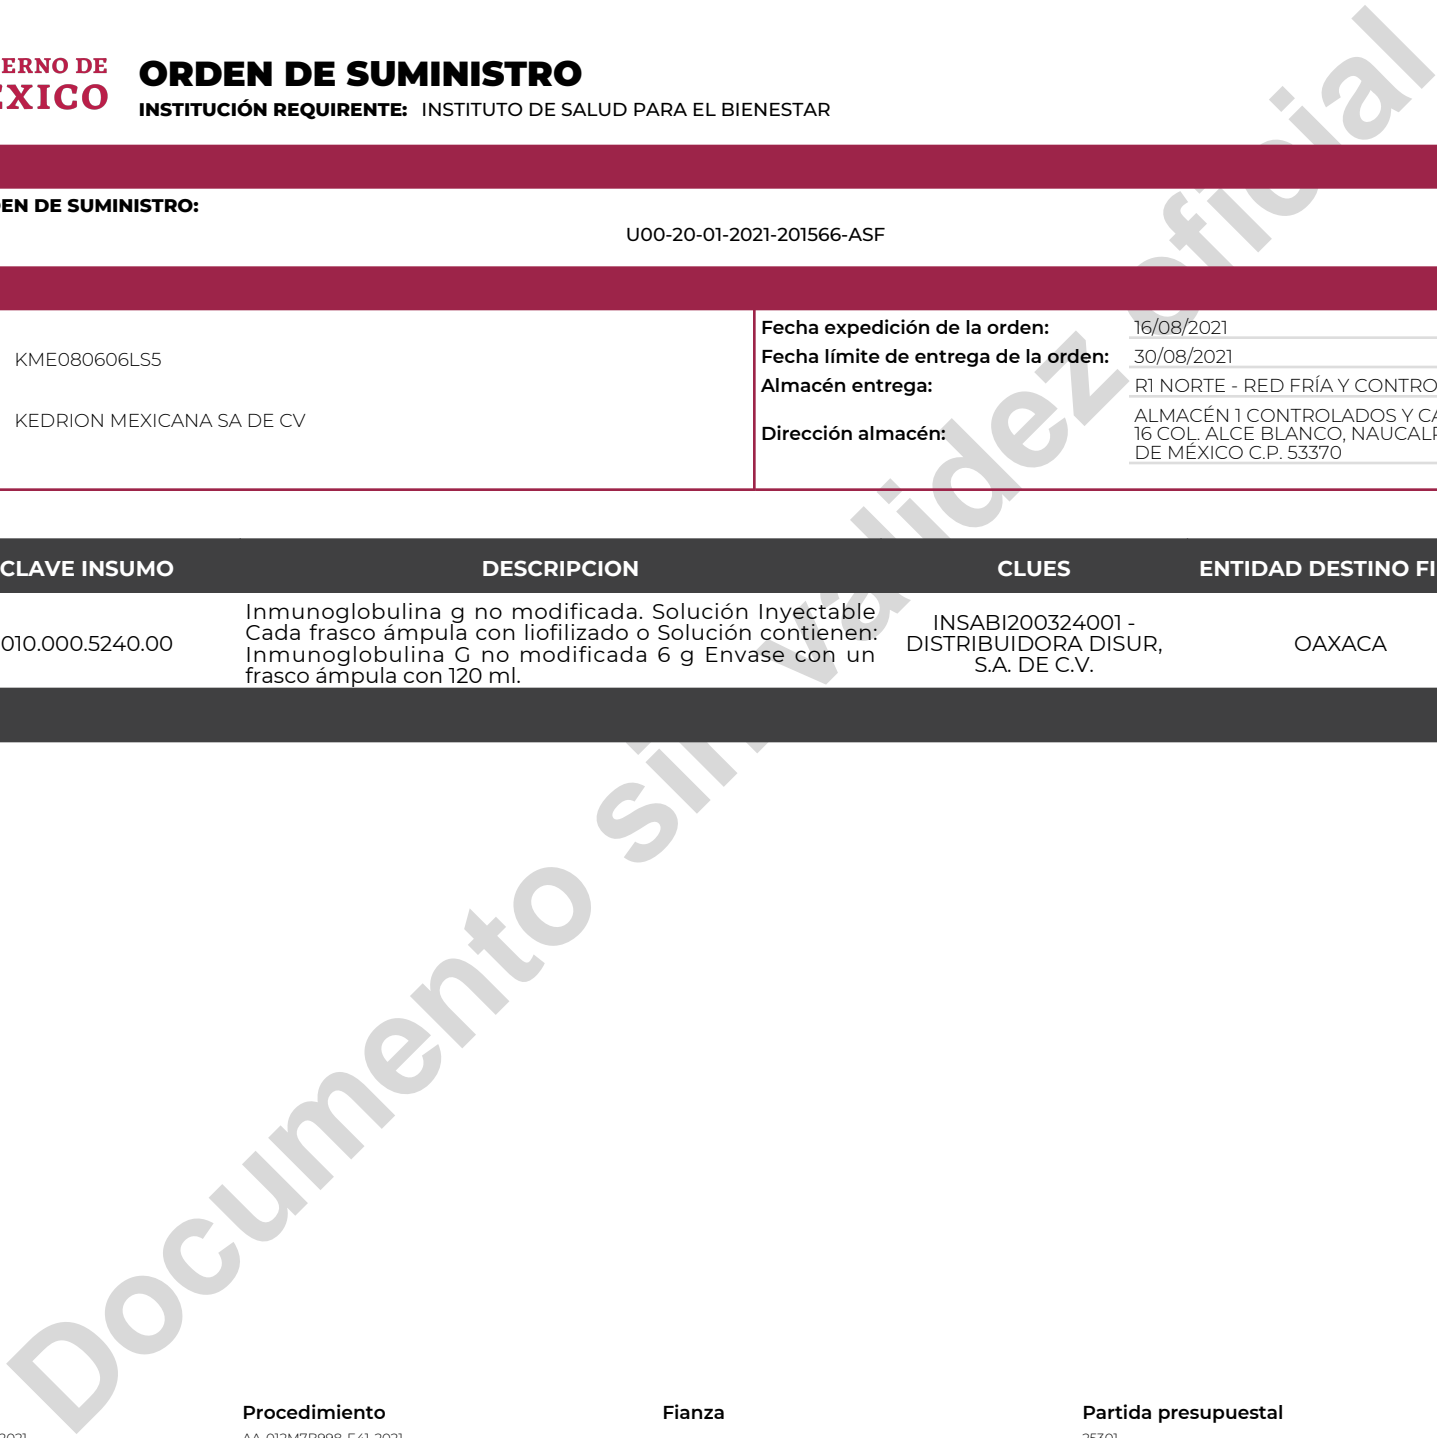 ERNO DE
ÉXICO
ORDEN DE SUMINISTRO
INSTITUCIÓN REQUIRENTE: INSTITUTO DE SALUD PARA EL BIENESTAR
EN DE SUMINISTRO:
U00-20-01-2021-201566-ASF
KME080606LS5
KEDRION MEXICANA SA DE CV
Fecha expedición de la orden: 16/08/2021
Fecha límite de entrega de la orden: 30/08/2021
Almacén entrega: R1 NORTE - RED FRÍA Y CONTRO
Dirección almacén: ALMACÉN 1 CONTROLADOS Y CA
16 COL. ALCE BLANCO, NAUCALP
DE MÉXICO C.P. 53370
CLAVE INSUMO DESCRIPCION CLUES ENTIDAD DESTINO FI
010.000.5240.00
Inmunoglobulina g no modificada. Solución Inyectable
Cada frasco ámpula con liofilizado o Solución contienen:
Inmunoglobulina G no modificada 6 g Envase con un
frasco ámpula con 120 ml.
INSABI200324001 -
DISTRIBUIDORA DISUR,
S.A. DE C.V.
OAXACA
Documento sin validez oficial
Procedimiento Fianza Partida presupuestal